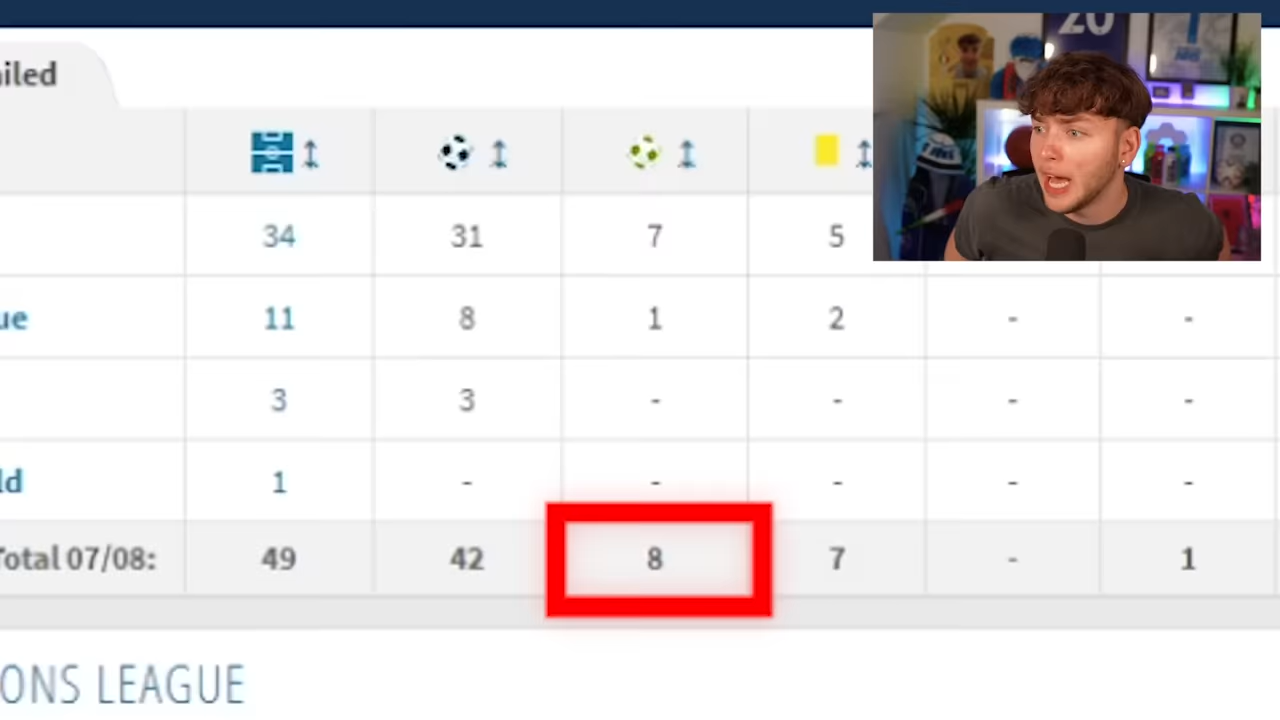 ailed
20
34 31 7 5
ue 11 8 1 2 - -
3 3 - - - -
ld 1 - - - - -
Total 07/08: 49 42 8 7 - 1
ONS LEAGUE